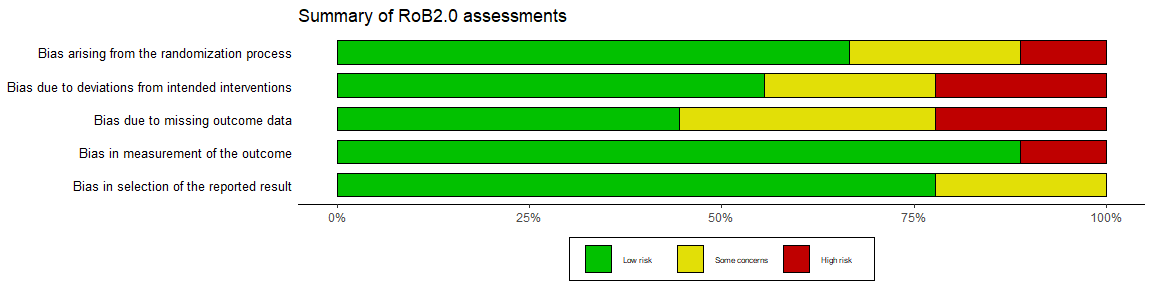 Summary of RoB2.0 assessments
Bias arising from the randomization process
Bias due to deviations from intended interventions
Bias due to missing outcome data
Bias in measurement of the outcome
Bias in selection of the reported result
0% 25% 50% 75% 100%
Low risk Some concerns High risk